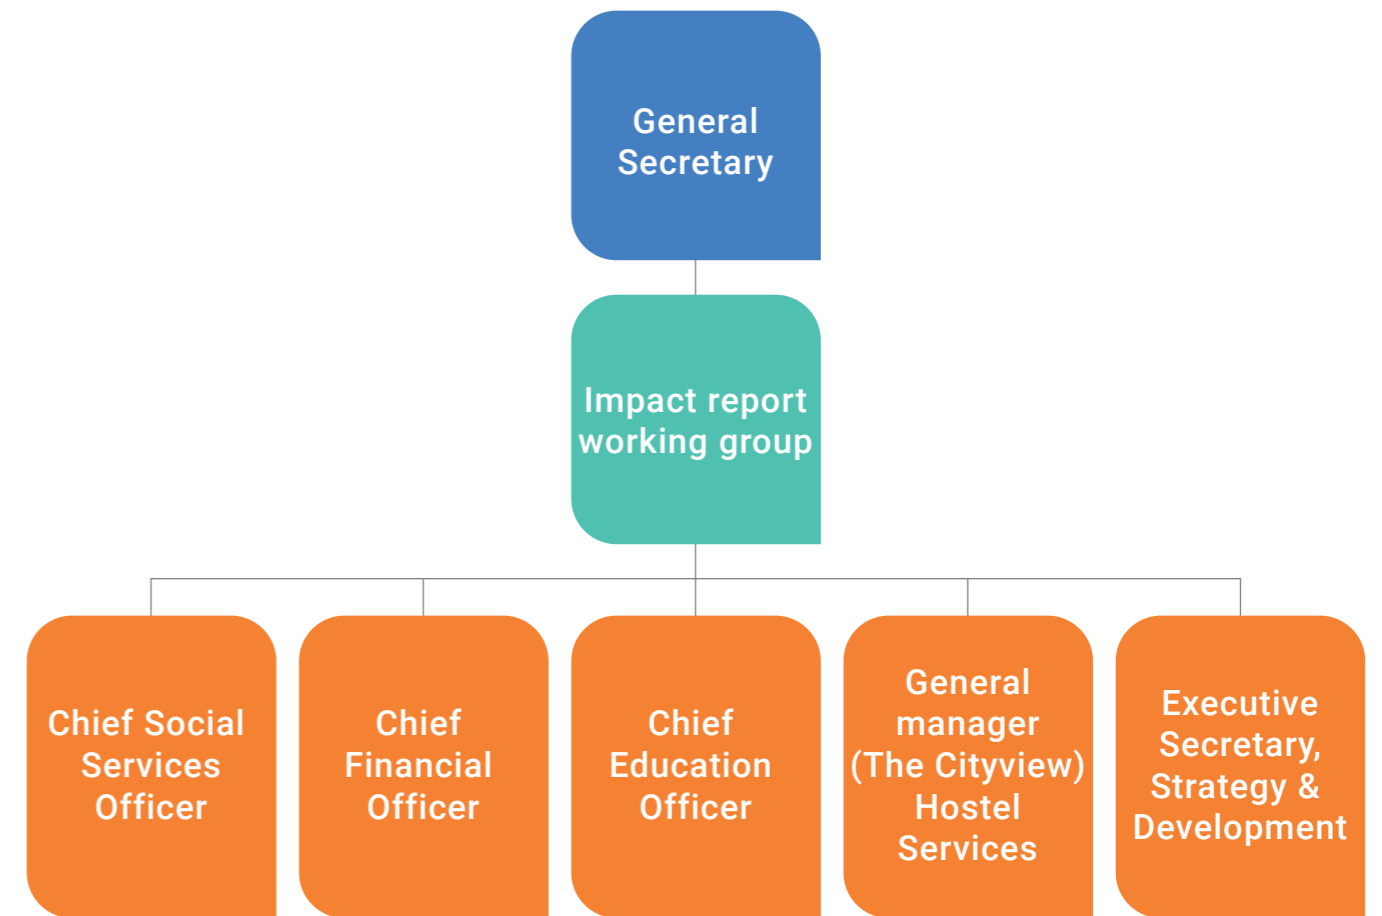 General
Secretary
Impact report
working group
Chief Social
Services
Officer
Chief
Financial
Officer
Chief
Education
Officer
General
manager
(The Cityview)
Hostel
Services
Executive
Secretary,
Strategy &
Development